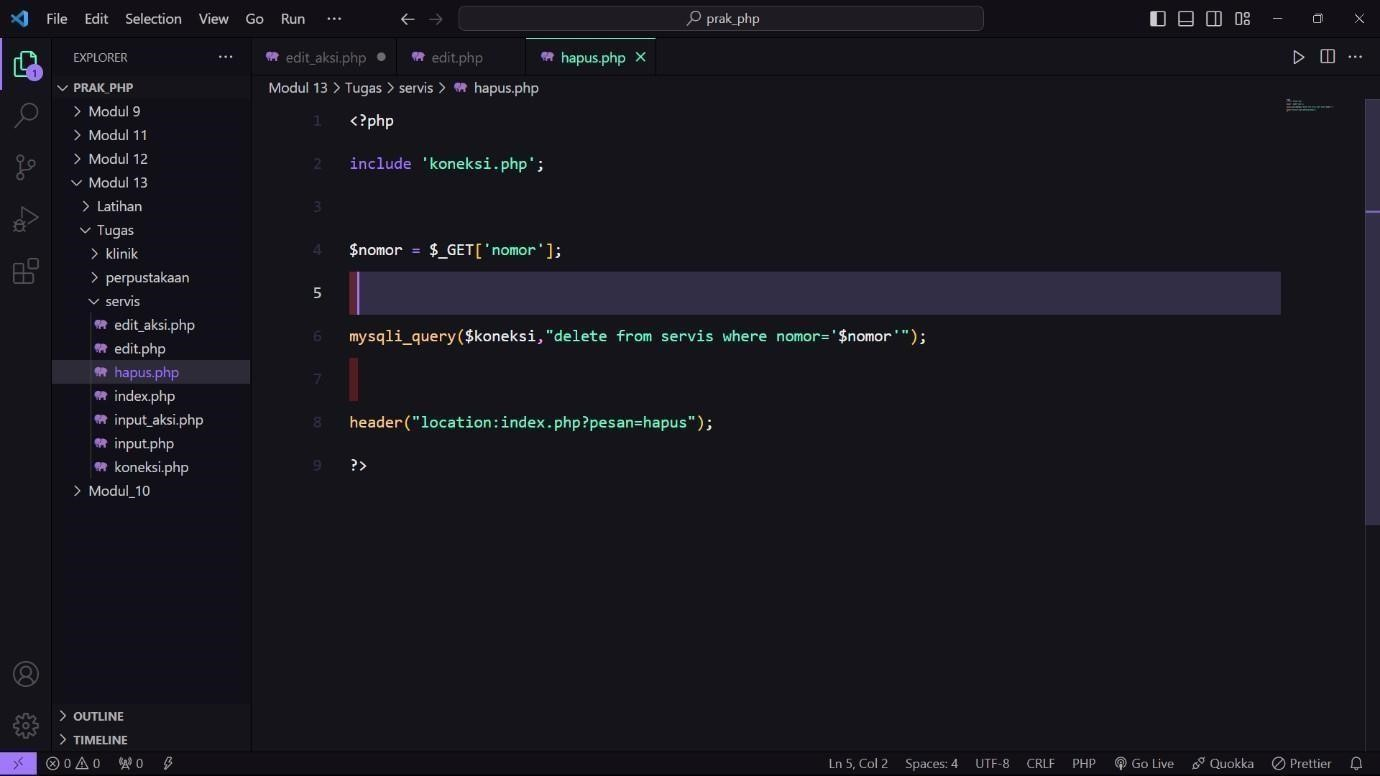 File Edit Selection View Go Run ··· prak_php
EXPLORER ···
PRAK_PHP
Modul 9
Modul 11
Modul 12
Modul 13
Latihan
Tugas
klinik
perpustakaan
servis
edit_aksi.php
edit.php
hapus.php
index.php
input_aksi.php
input.php
koneksi.php
Modul_10
OUTLINE
TIMELINE
1
edit_aksi.php edit.php hapus.php
Modul 13 > Tugas > servis > hapus.php
1 <?php
2 include 'koneksi.php';
3
4 $nomor = $_GET['nomor'];
5
6 mysqli_query($koneksi,"delete from servis where nomor='$nomor'");
7
8 header("location:index.php?pesan=hapus");
9 ?>
0 0 0 Ln 5, Col 2 Spaces: 4 UTF-8 CRLF PHP Go Live Quokka Prettier